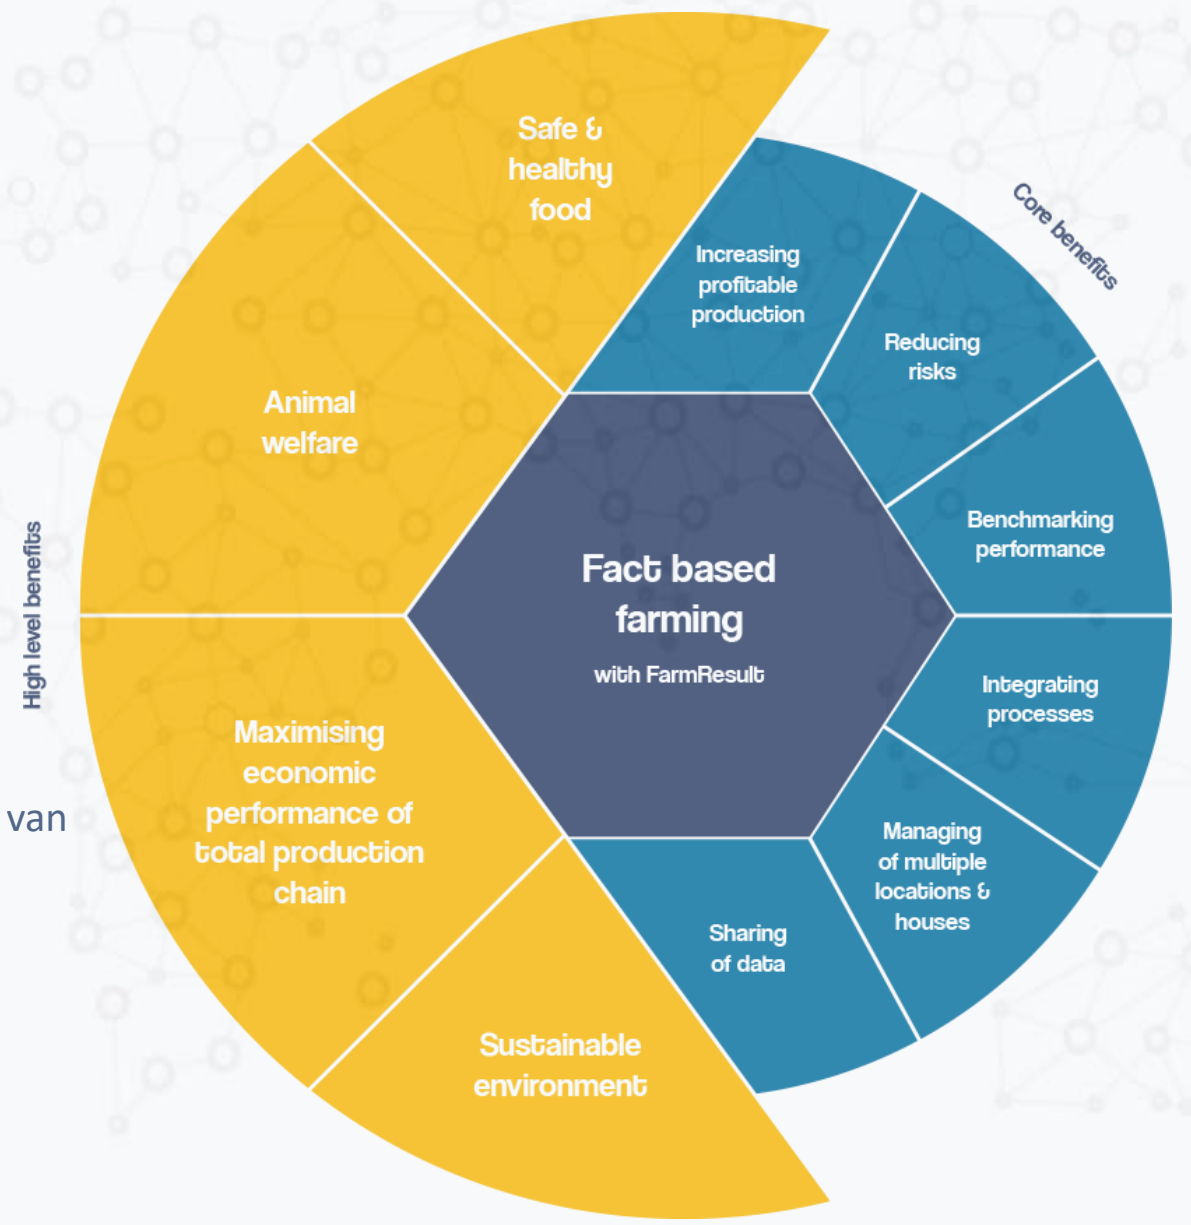 Safe &
healthy
food
Animal
welfare
High level benefits
Maximising
economic
performance of
total production
chain
van
Sustainable
environment
Fact based
farming
with FarmResult
Core benefits
Increasing
profitable
production
Reducing
risks
Benchmarking
performance
Integrating
processes
Managing
of multiple
locations &
houses
Sharing
of data